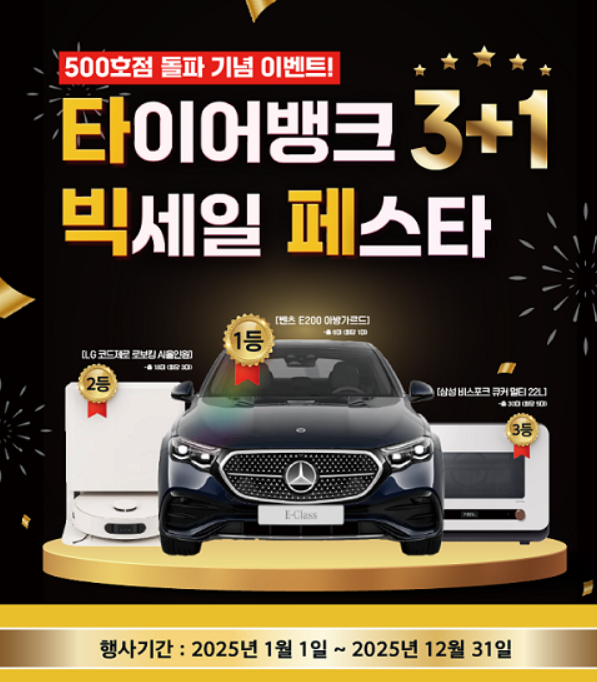 500호점 돌파 기념 이벤트!
타이어뱅크 3+1
빅세일 페스타
1등
[벤츠 E200 아방가르드]
[LG 코드제로 로보킹 AI올인원]
2등
[삼성 비스포크 큐커 멀티 22L]
3등
E-Class
행사기간 : 2025년 1월 1일 ~ 2025년 12월 31일